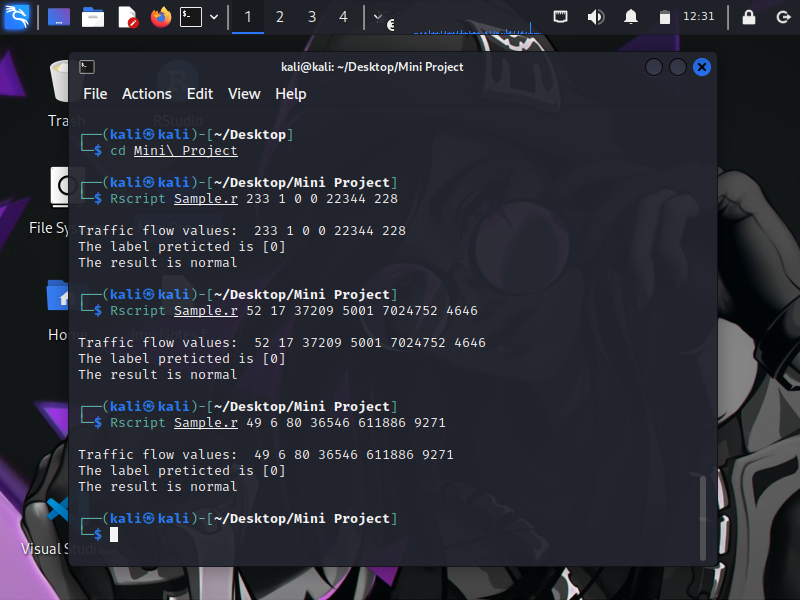 1 2 3 4 12:31
kali@kali: ~/Desktop/Mini Project
File Actions Edit View Help
┌──(kali㉿kali)-[~/Desktop]
└─$ cd Mini\ Project
┌──(kali㉿kali)-[~/Desktop/Mini Project]
└─$ Rscript Sample.r 233 1 0 0 22344 228
Traffic flow values:  233 1 0 0 22344 228
The label preticted is [0]
The result is normal
┌──(kali㉿kali)-[~/Desktop/Mini Project]
└─$ Rscript Sample.r 52 17 37209 5001 7024752 4646
Traffic flow values:  52 17 37209 5001 7024752 4646
The label preticted is [0]
The result is normal
┌──(kali㉿kali)-[~/Desktop/Mini Project]
└─$ Rscript Sample.r 49 6 80 36546 611886 9271
Traffic flow values:  49 6 80 36546 611886 9271
The label preticted is [0]
The result is normal
┌──(kali㉿kali)-[~/Desktop/Mini Project]
└─$
Trash
RStudio
File Sy
Home
Visual Studi